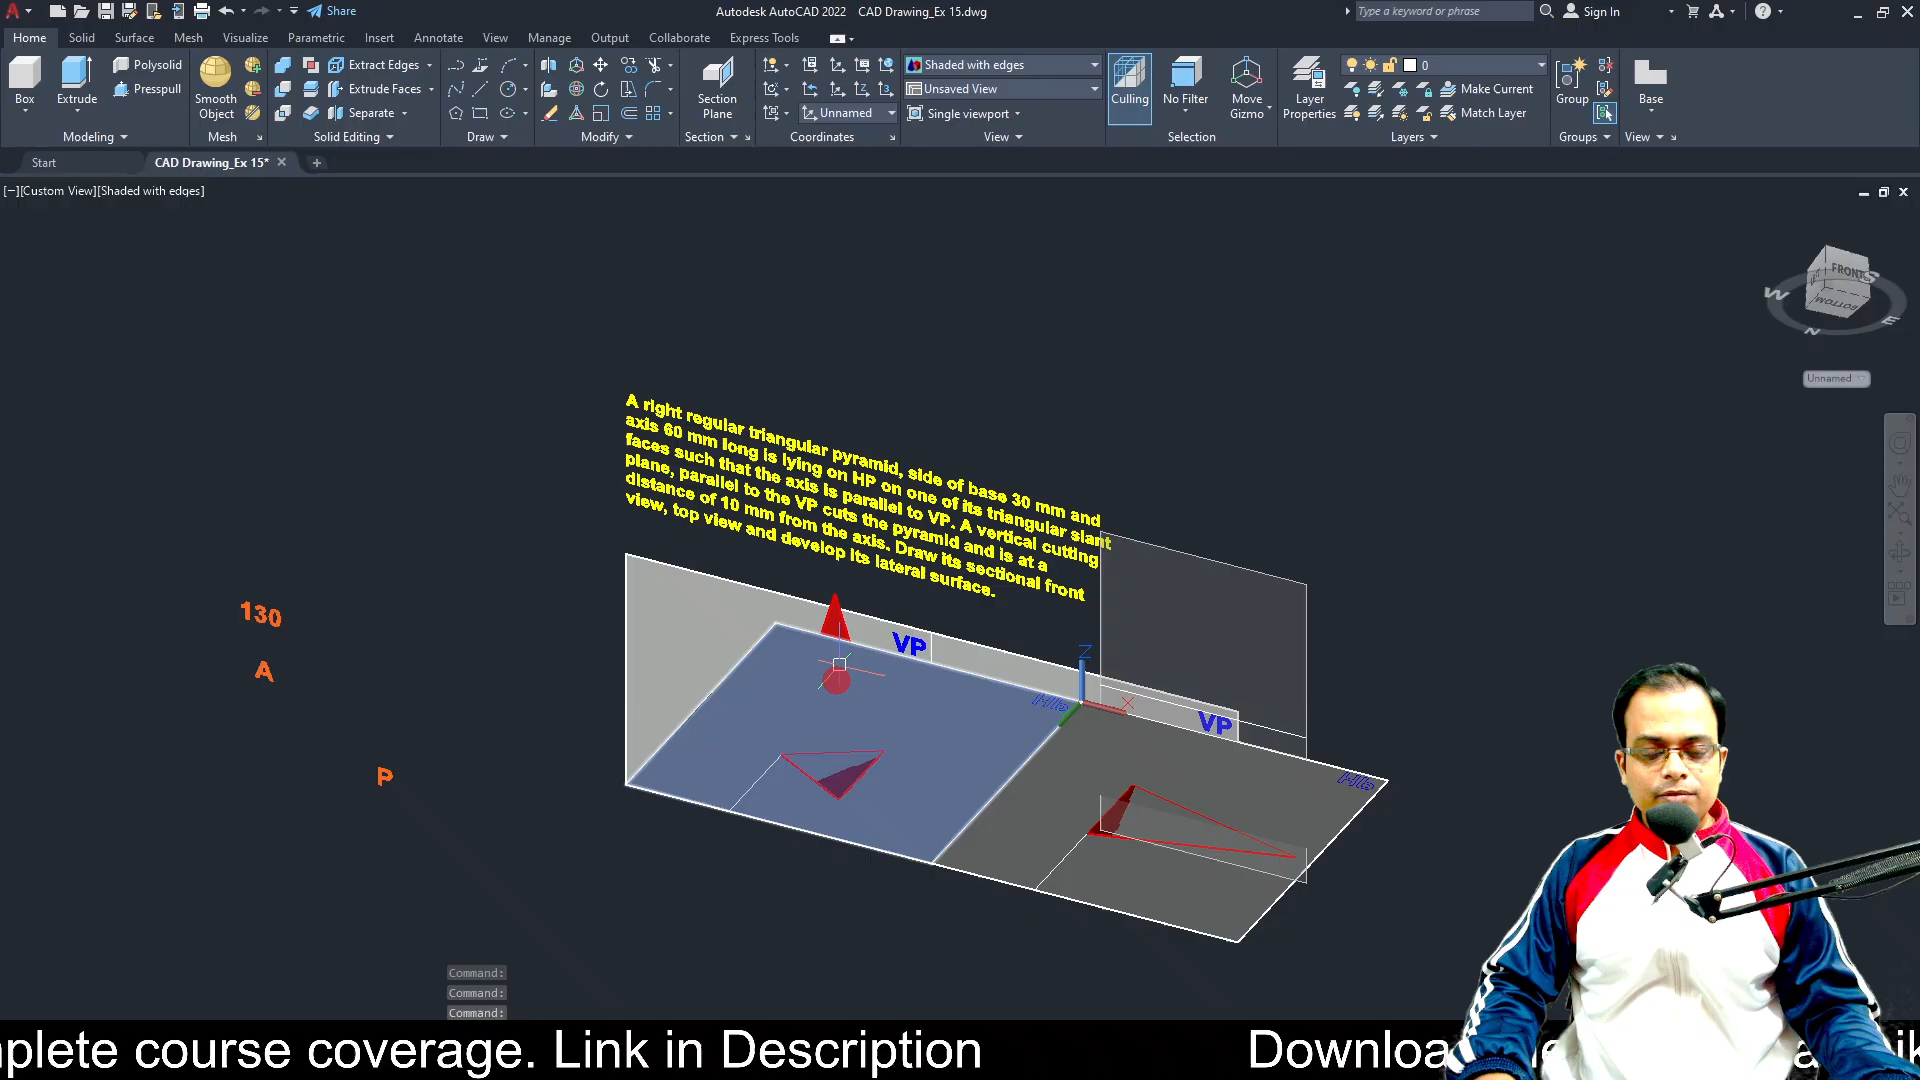 Share
Autodesk AutoCAD 2022 CAD Drawing_Ex 15.dwg
Type a keyword or phrase
Sign In
Home Solid Surface Mesh Visualize Parametric Insert Annotate View Manage Output Collaborate Express Tools
Polysolid Extract Edges Shaded with edges 0
Presspull Extrude Faces Unsaved View Make Current
Box Extrude Smooth Object Separate Section Plane Unnamed Single viewport Culling No Filter Move Gizmo Layer Properties Match Layer Group Base
Modeling Mesh Solid Editing Draw Modify Section Coordinates View Selection Layers Groups View
Start CAD Drawing_Ex 15*
[−][Custom View][Shaded with edges]
FRONT
BOTTOM
W S
N E
Unnamed
A right regular triangular pyramid, side of base 30 mm and
axis 60 mm long is lying on HP on one of its triangular slant
faces such that the axis is parallel to VP. A vertical cutting
plane, parallel to the VP cuts the pyramid and is at a
distance of 10 mm from the axis. Draw its sectional front
view, top view and develop its lateral surface.
130
A
P
VP
Z
X
VP
Command:
Command:
Command:
plete course coverage. Link in Description